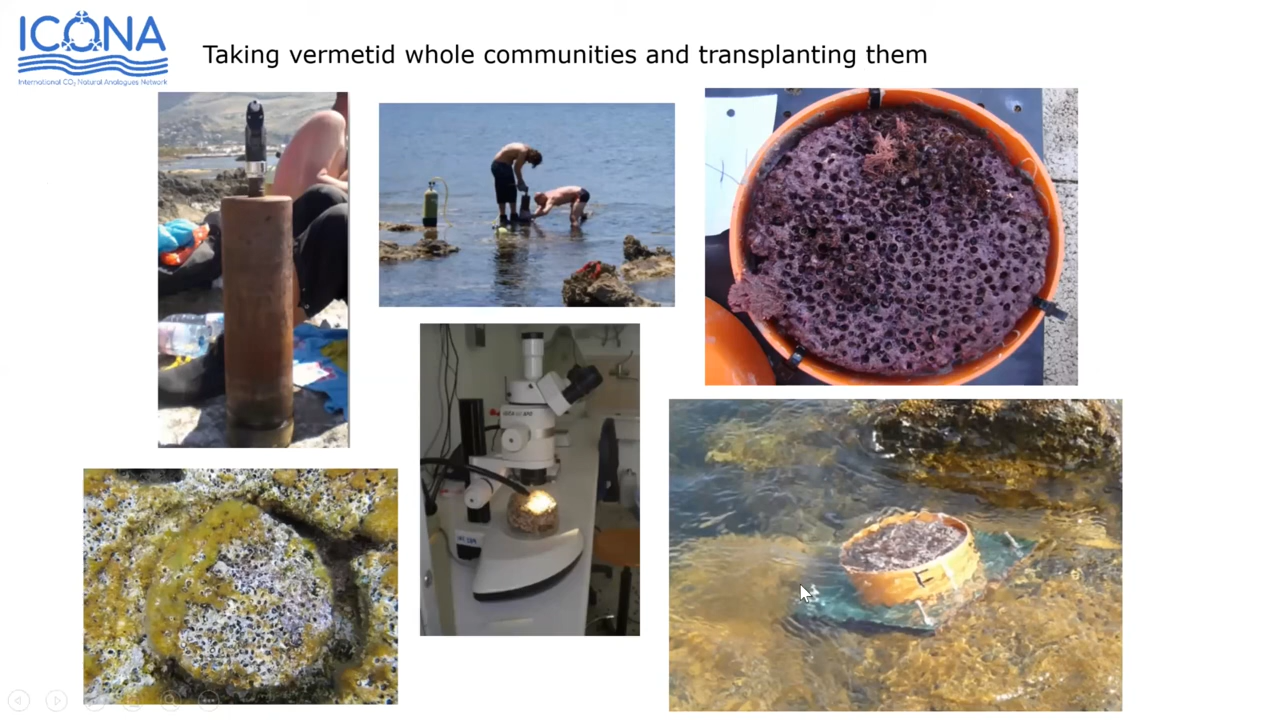 ICONA
International CO₂ Natural Analogues Network
Taking vermetid whole communities and transplanting them
E